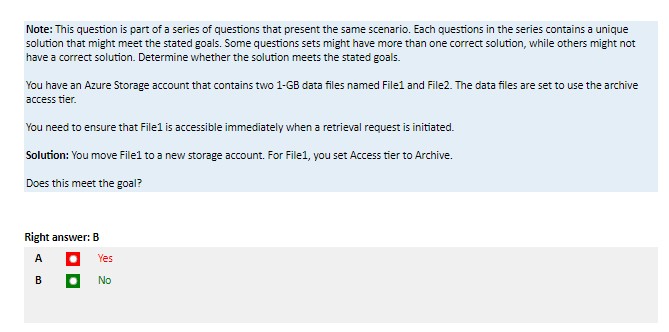 Note: This question is part of a series of questions that present the same scenario. Each questions in the series contains a unique
solution that might meet the stated goals. Some questions sets might have more than one correct solution, while others might not
have a correct solution. Determine whether the solution meets the stated goals.
You have an Azure Storage account that contains two 1-GB data files named File1 and File2. The data files are set to use the archive
access tier.
You need to ensure that File1 is accessible immediately when a retrieval request is initiated.
Solution: You move File1 to a new storage account. For File1, you set Access tier to Archive.
Does this meet the goal?
Right answer: B
A Yes
B No